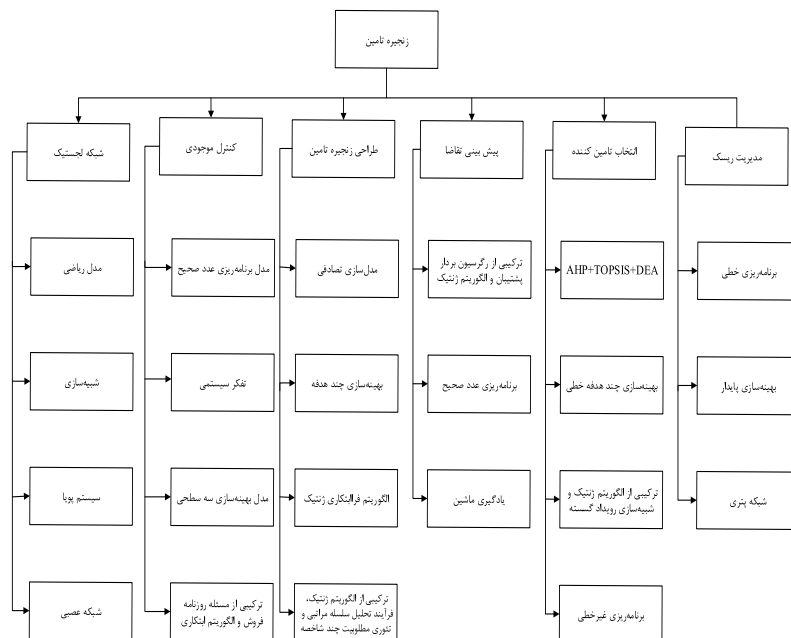 زنجیره تامین
مدیریت ریسک
انتخاب تامین کننده
پیش بینی تقاضا
طراحی زنجیره تامین
کنترل موجودی
شبکه لجستیک
برنامه‌ریزی خطی
AHP+TOPSIS+DEA
ترکیبی از رگرسیون بردار
پشتیبان و الگوریتم ژنتیک
مدل‌سازی تصادفی
مدل برنامه‌ریزی عدد صحیح
مدل ریاضی
بهینه‌سازی پایدار
بهینه‌سازی چند هدفه خطی
برنامه‌ریزی عدد صحیح
بهینه‌سازی چند هدفه
تفکر سیستمی
شبیه‌سازی
شبکه پتری
ترکیبی از الگوریتم ژنتیک و
شبیه‌سازی رویداد گسسته
یادگیری ماشین
الگوریتم فراابتکاری ژنتیک
مدل بهینه‌سازی سه سطحی
سیستم پویا
برنامه‌ریزی غیرخطی
ترکیبی از الگوریتم ژنتیک،
فرآیند تحلیل سلسله مراتبی و
تئوری مطلوبیت چند شاخصه
ترکیبی از مسئله روزنامه
فروش و الگوریتم ابتکاری
شبکه عصبی